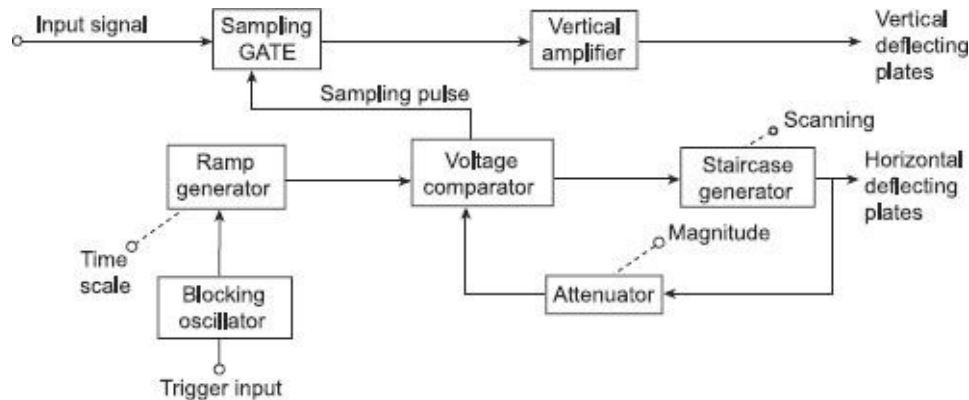 Input signal
Sampling
GATE
Vertical
amplifier
Vertical
deflecting
plates
Sampling pulse
Scanning
Ramp
generator
Voltage
comparator
Staircase
generator
Horizontal
deflecting
plates
Time
scale
Magnitude
Blocking
oscillator
Attenuator
Trigger input